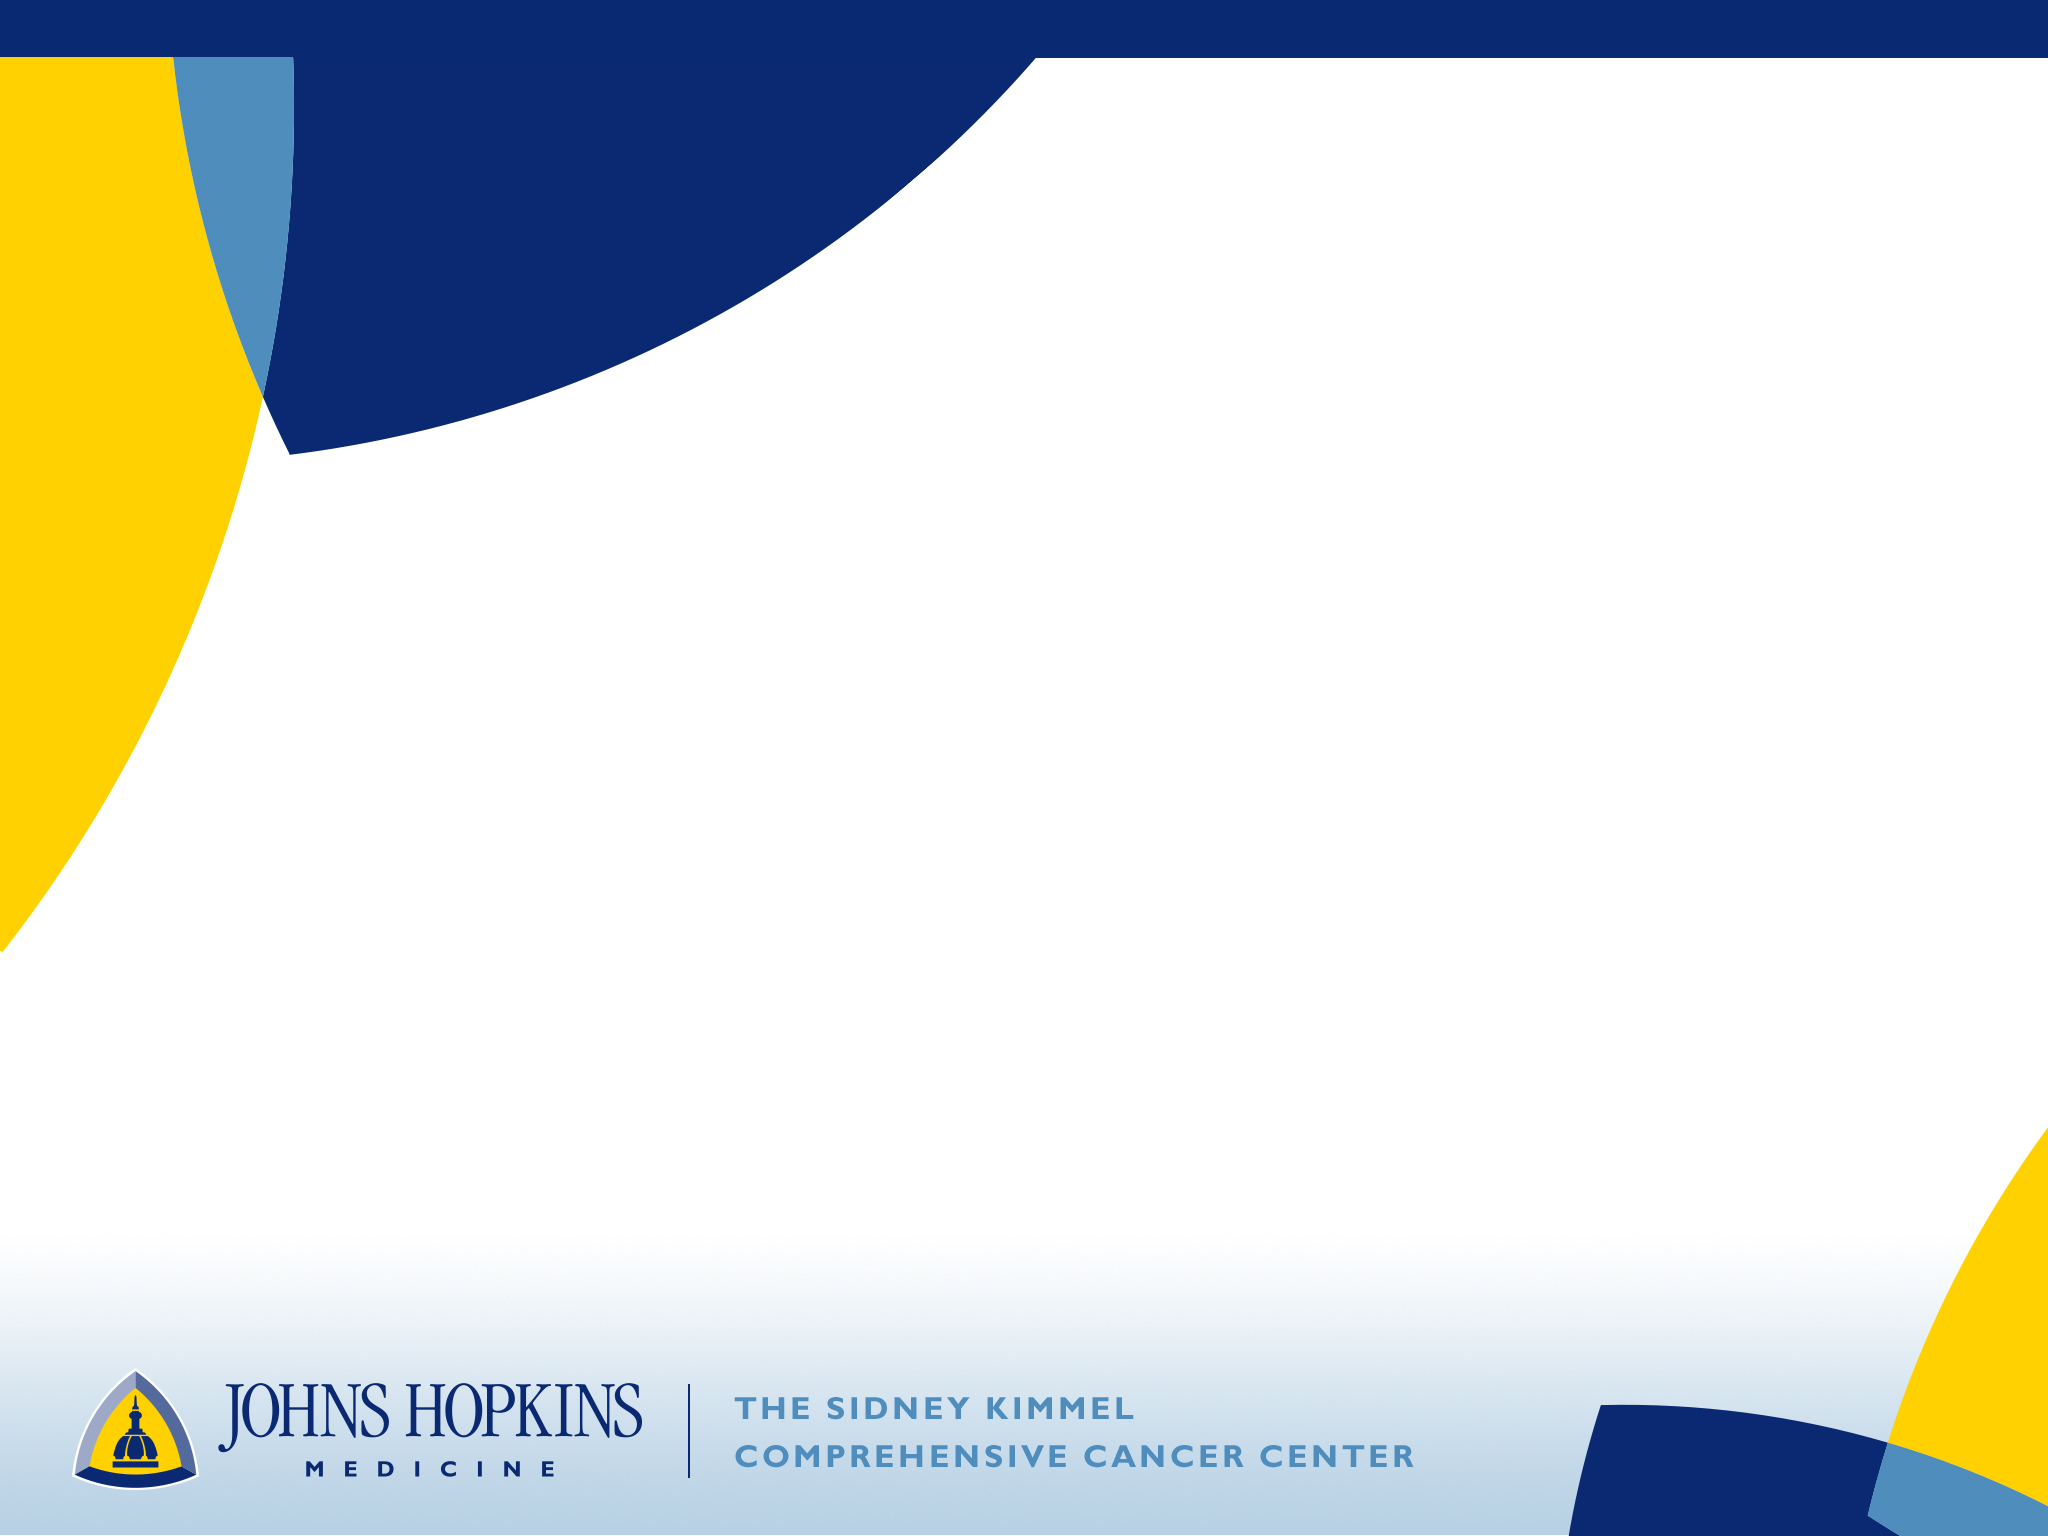 JOHNS HOPKINS
MEDICINE
THE SIDNEY KIMMEL
COMPREHENSIVE CANCER CENTER